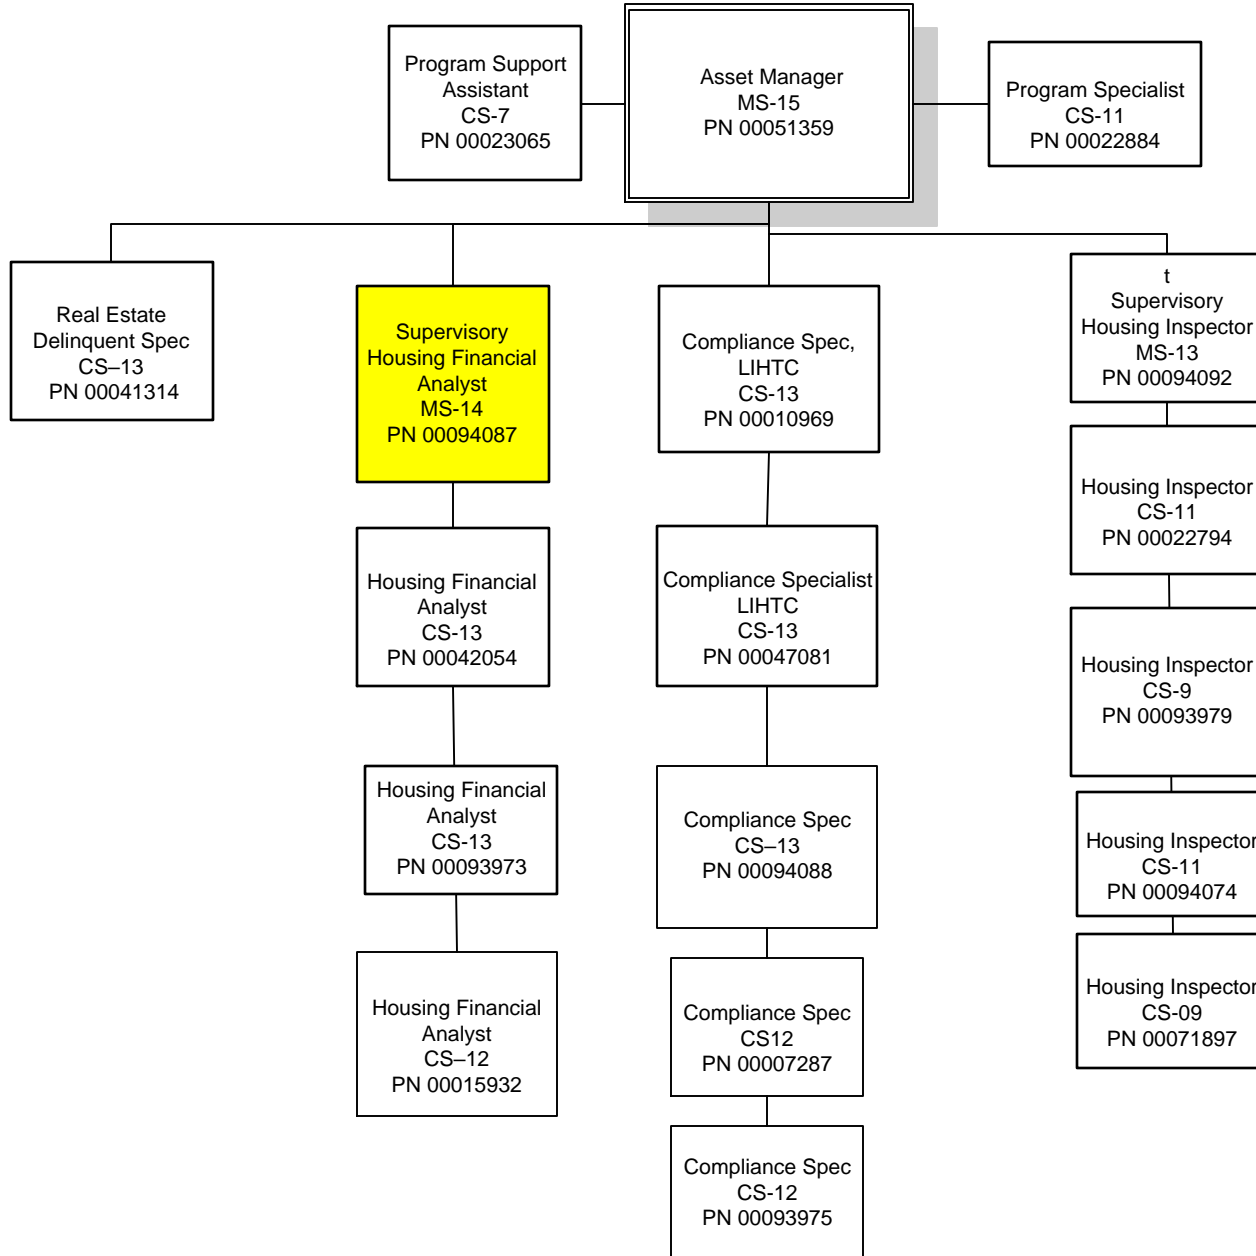 Program Support
Assistant
CS-7
PN 00023065
Asset Manager
MS-15
PN 00051359
Program Specialist
CS-11
PN 00022884
Real Estate
Delinquent Spec
CS–13
PN 00041314
Supervisory
Housing Financial
Analyst
MS-14
PN 00094087
Housing Financial
Analyst
CS-13
PN 00042054
Housing Financial
Analyst
CS-13
PN 00093973
Housing Financial
Analyst
CS–12
PN 00015932
Compliance Spec,
LIHTC
CS-13
PN 00010969
Compliance Specialist
LIHTC
CS-13
PN 00047081
Compliance Spec
CS–13
PN 00094088
Compliance Spec
CS12
PN 00007287
Compliance Spec
CS-12
PN 00093975
t
Supervisory
Housing Inspector
MS-13
PN 00094092
Housing Inspector
CS-11
PN 00022794
Housing Inspector
CS-9
PN 00093979
Housing Inspector
CS-11
PN 00094074
Housing Inspector
CS-09
PN 00071897